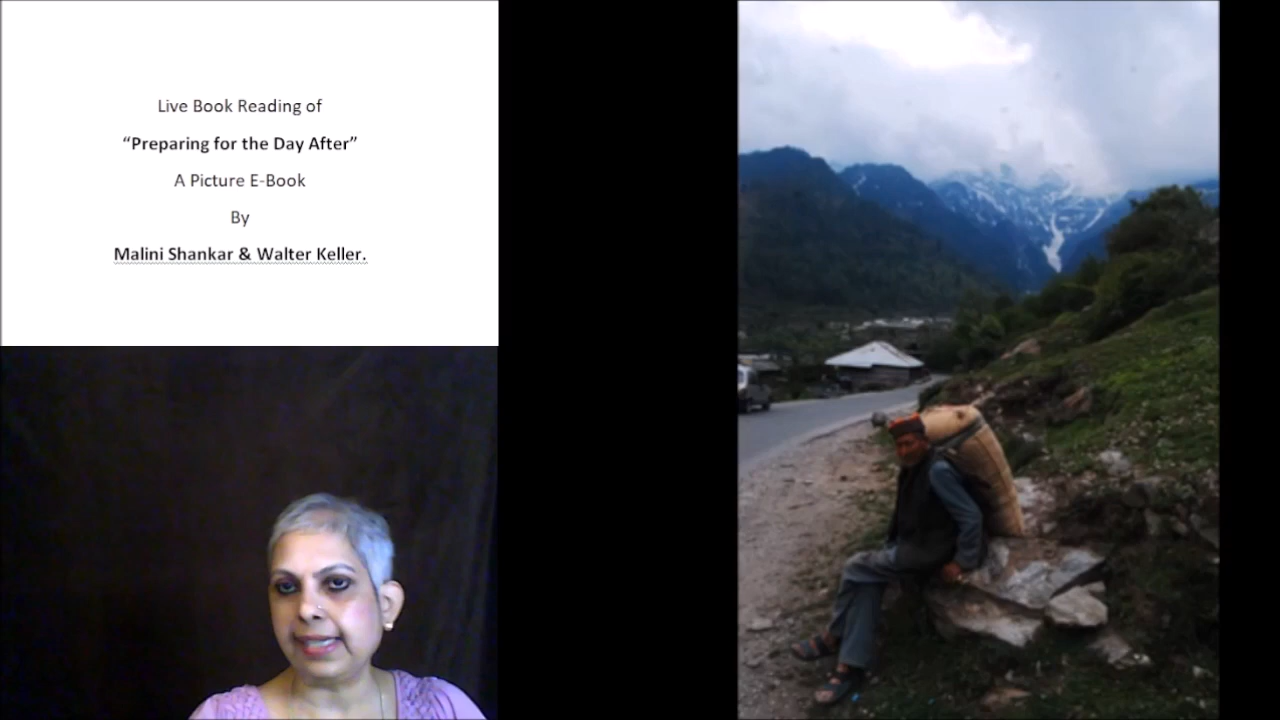 Live Book Reading of
“Preparing for the Day After”
A Picture E-Book
By
Malini Shankar & Walter Keller.